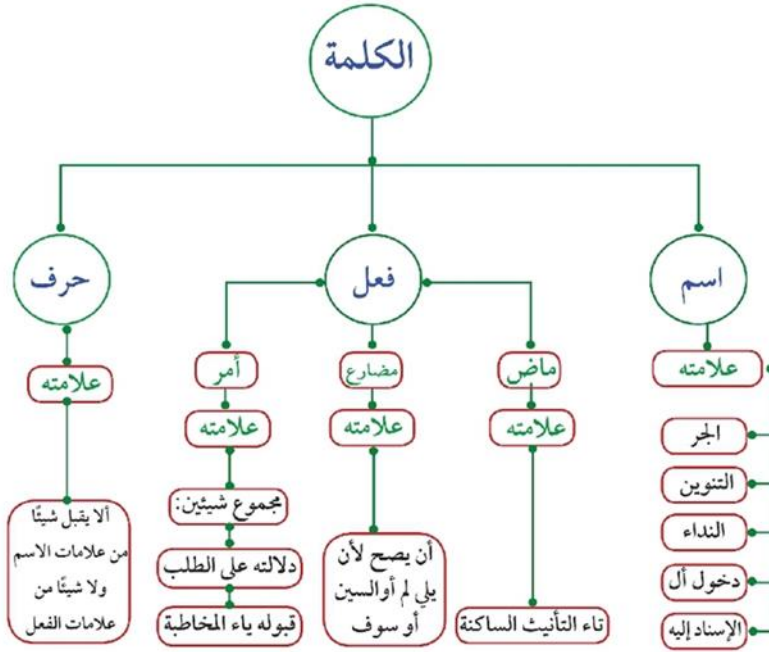 الكلمة
اسم
فعل
حرف
علامته
الجر
التنوين
النداء
دخول أل
الإسناد إليه
ماض
علامته
تاء التأنيث الساكنة
مضارع
علامته
أن يصح لأن
يلي لم أو السين
أو سوف
أمر
علامته
مجموع شيئين:
دلالته على الطلب
قبوله ياء المخاطبة
علامته
ألا يقبل شيئًا
من علامات الاسم
ولا شيئًا من
علامات الفعل